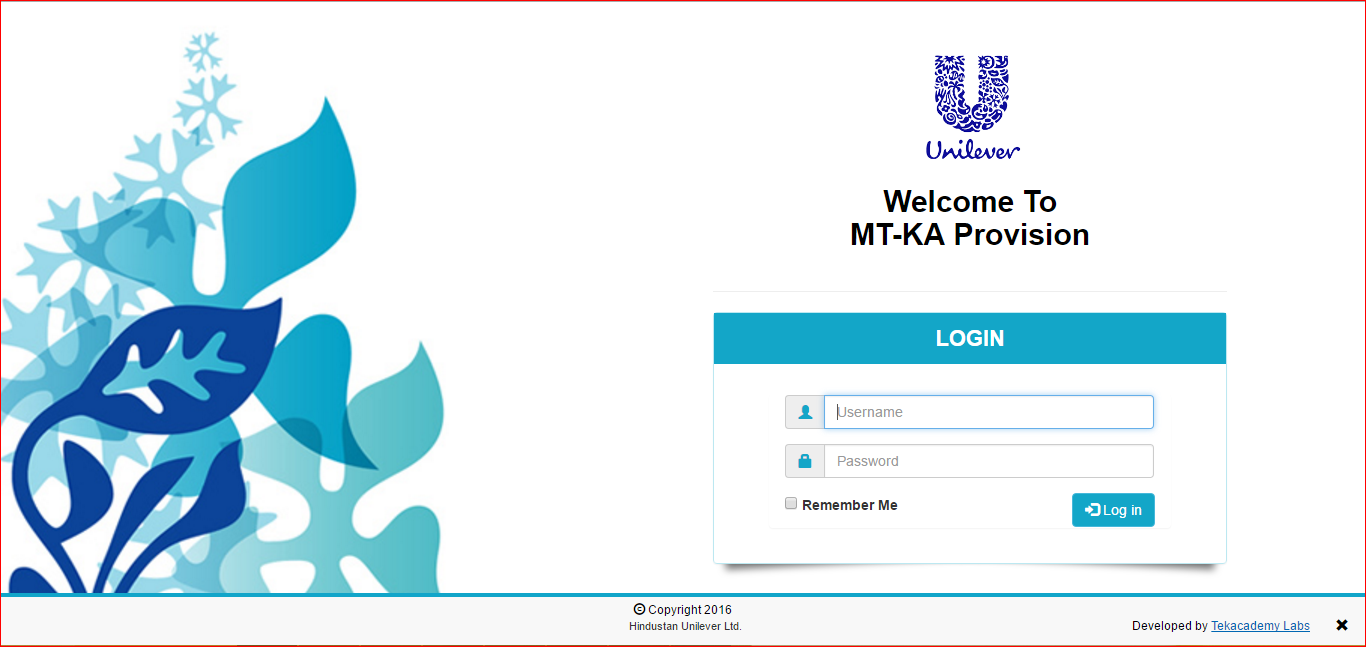 Unilever
Welcome To
MT-KA Provision
LOGIN
Username
Password
Remember Me
Log in
© Copyright 2016
Hindustan Unilever Ltd.
Developed by Tekacademy Labs